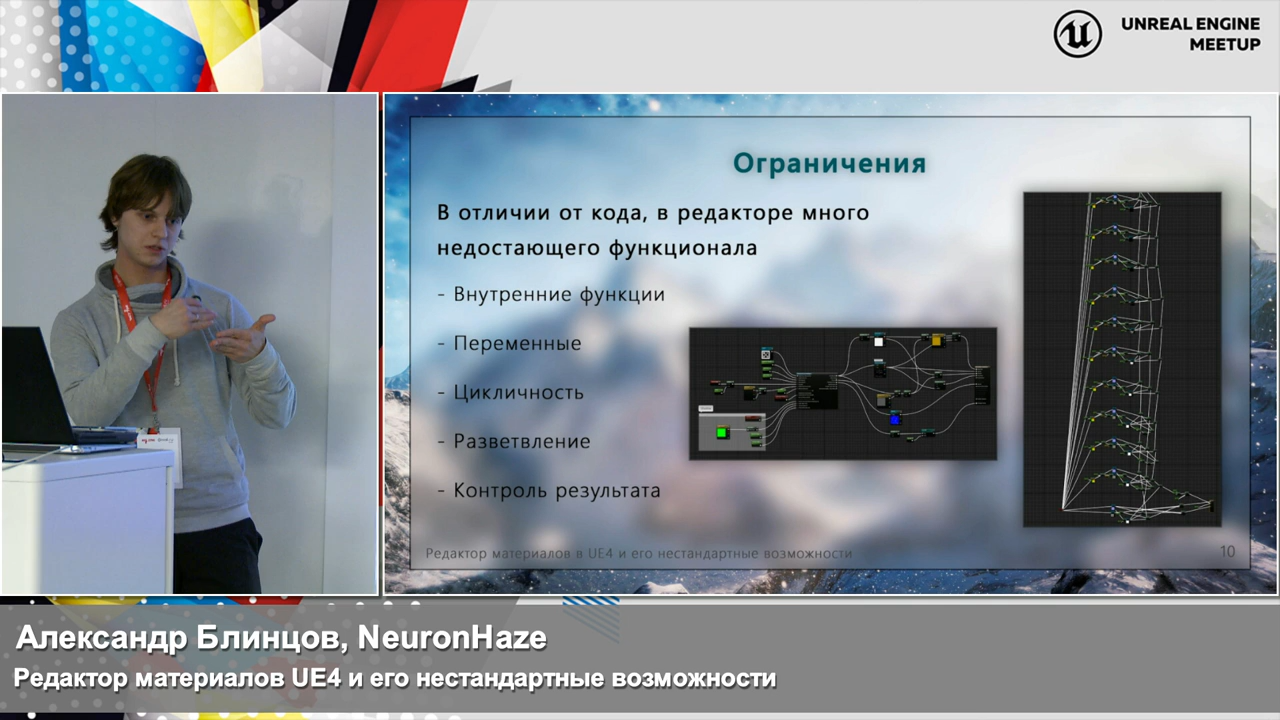 UNREAL ENGINE
MEETUP
Ограничения
В отличии от кода, в редакторе много
недостающего функционала
- Внутренние функции
- Переменные
- Цикличность
- Разветвление
- Контроль результата
Редактор материалов в UE4 и его нестандартные возможности
10
Александр Блинцов, NeuronHaze
Редактор материалов UE4 и его нестандартные возможности